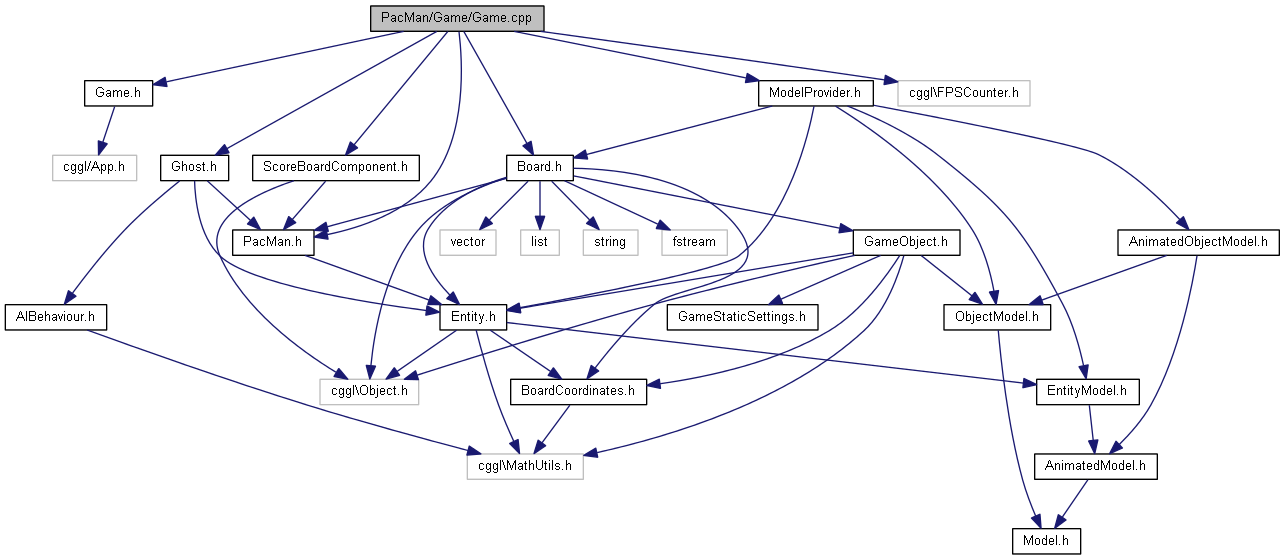 PacMan/Game/Game.cpp
Game.h
ModelProvider.h
cggl\FPSCounter.h
cggl/App.h
Ghost.h
ScoreBoardComponent.h
Board.h
PacMan.h
vector
list
string
fstream
GameObject.h
AnimatedObjectModel.h
AIBehaviour.h
Entity.h
GameStaticSettings.h
ObjectModel.h
cggl\Object.h
BoardCoordinates.h
EntityModel.h
cggl\MathUtils.h
AnimatedModel.h
Model.h